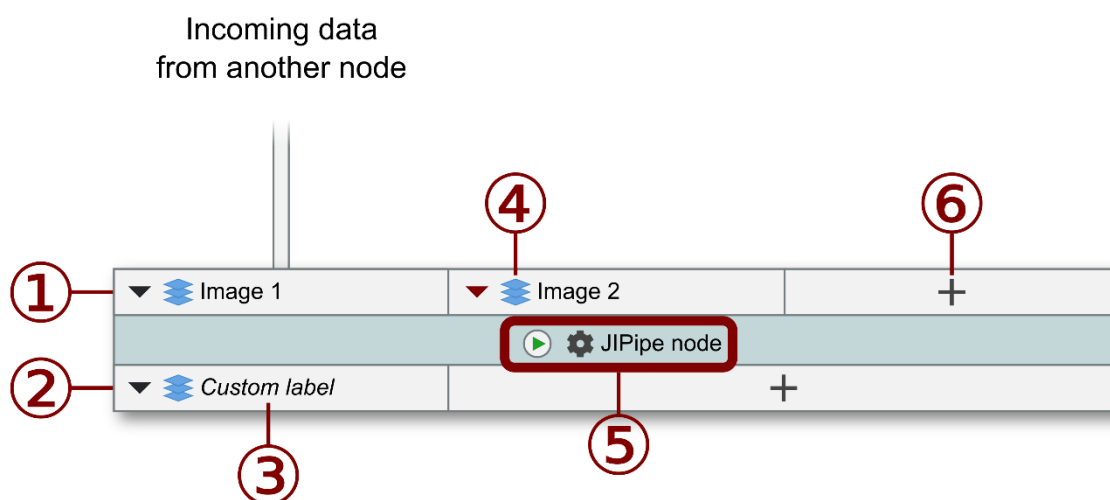 Incoming data
from another node
④ ⑥
① Image 1 Image 2 +
JIPipe node
② Custom label +
⑤
③